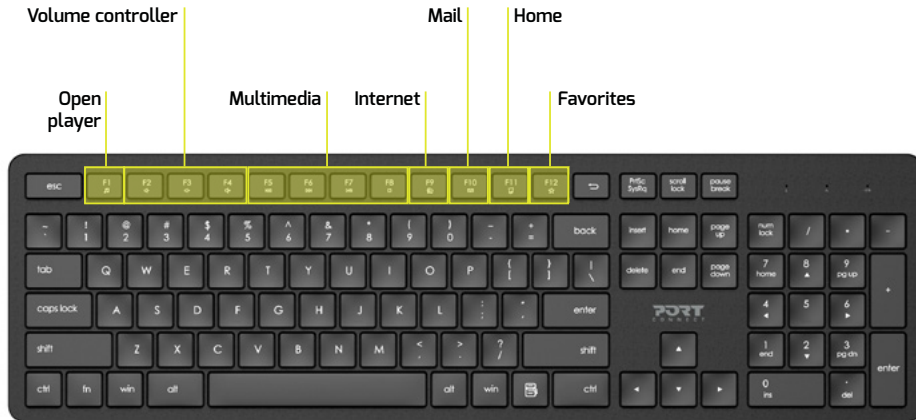 Volume controller Mail Home
Open player Multimedia Internet Favorites
esc F1 F2 F3 F4 F5 F6 F7 F8 F9 F10 F11 F12 PrtSc SysRq scroll lock pause break
~ ` ! 1 @ 2 # 3 $ 4 % 5 ^ 6 & 7 * 8 ( 9 ) 0 - + = back insert home page up num lock / * -
tab Q W E R T Y U I O P { [ } ] | \ delete end page down 7 home 8 9 pg up +
caps lock A S D F G H J K L : ; " ' enter PORT CONNECT 4 5 6
shift Z X C V B N M < , > . ? / shift 1 end 2 3 pg dn enter
ctrl fn win alt alt win ctrl 0 ins . del